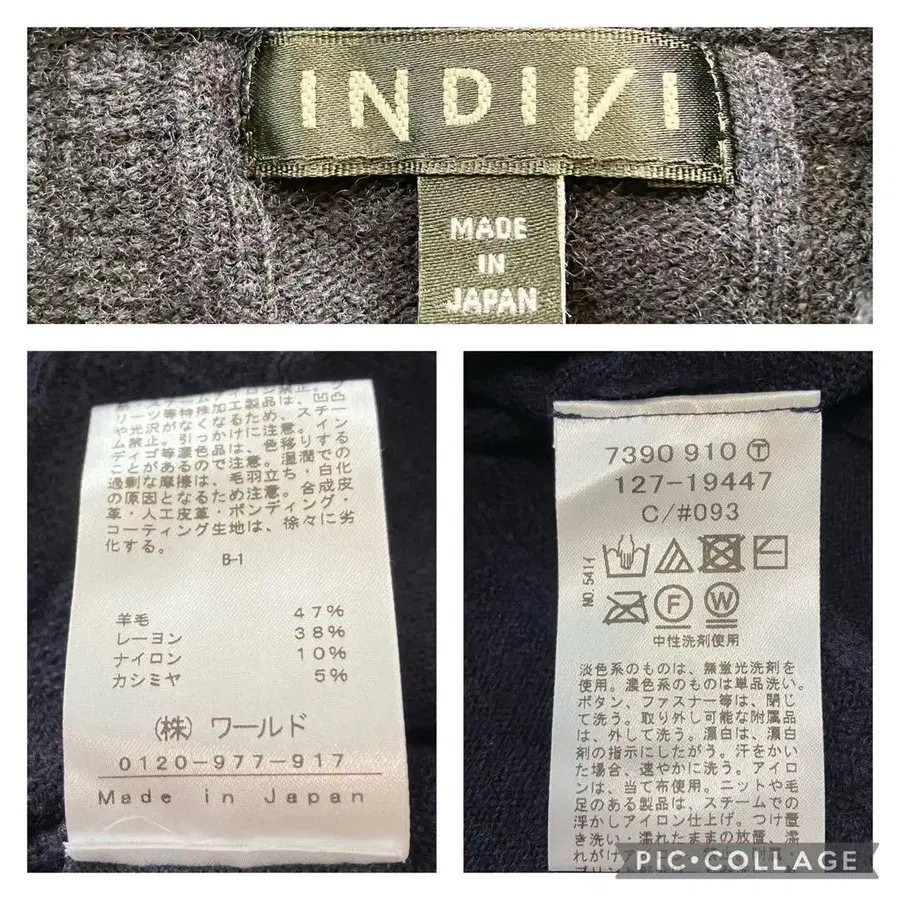 INDIVI
MADE
IN
JAPAN
リーツ等特殊加工製品は、凹凸
や光沢がなくなるため、スチー
ム禁止。引っかけに注意。イン
ディゴ等濃色品は、色移りする
ことがあるので注意。湿潤での
過剰な摩擦は、毛羽立ち・白化
の原因となるため注意。合成皮
革・人工皮革・ボンディング・
コーティング生地は、徐々に劣
化する。
B-1
羊毛 47%
レーヨン 38%
ナイロン 10%
カシミヤ 5%
(株) ワールド
0120-977-917
Made in Japan
7390 910 Ⓣ
127-19447
C/#093
NO.541イ
F W
中性洗剤使用
淡色系のものは、無蛍光洗剤を
使用。濃色系のものは単品洗い。
ボタン、ファスナー等は、閉じ
て洗う。取り外し可能な附属品
は、外して洗う。漂白は、漂白
剤の指示にしたがう。汗をかい
た場合、速やかに洗う。アイロ
ンは、当て布使用。ニットや毛
足のある製品は、スチームでの
浮かしアイロン仕上げ。つけ置
き洗い・濡れたままの放置、濡
れがけ
PIC•COLLAGE